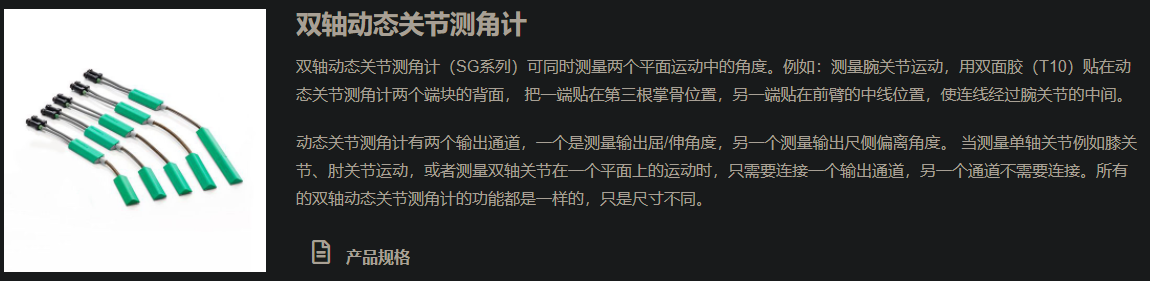 双轴动态关节测角计
双轴动态关节测角计（SG系列）可同时测量两个平面运动中的角度。例如：测量腕关节运动，用双面胶（T10）贴在动
态关节测角计两个端块的背面， 把一端贴在第三根掌骨位置，另一端贴在前臂的中线位置，使连线经过腕关节的中间。
动态关节测角计有两个输出通道，一个是测量输出屈/伸角度，另一个测量输出尺侧偏离角度。 当测量单轴关节例如膝关
节、肘关节运动，或者测量双轴关节在一个平面上的运动时，只需要连接一个输出通道，另一个通道不需要连接。所有
的双轴动态关节测角计的功能都是一样的，只是尺寸不同。
产品规格